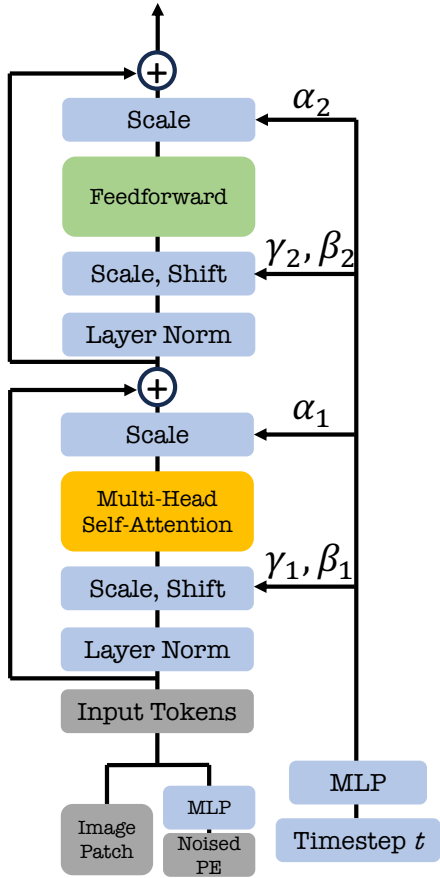 +
α₂
Scale
Feedforward
γ₂, β₂
Scale, Shift
Layer Norm
+
α₁
Scale
Multi-Head
Self-Attention
γ₁, β₁
Scale, Shift
Layer Norm
Input Tokens
MLP
MLP
Image
Patch
Noised
PE
Timestep t